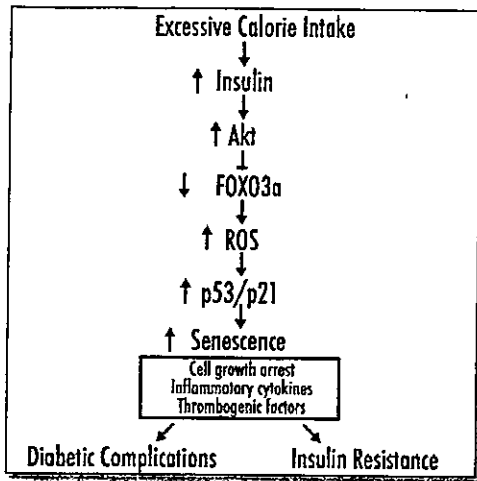 Excessive Calorie Intake
↑ Insulin
↑ Akt
↓ FOXO3a
↑ ROS
↑ p53/p21
↑ Senescence
Cell growth arrest
Inflammatory cytokines
Thrombogenic factors
Diabetic Complications Insulin Resistance